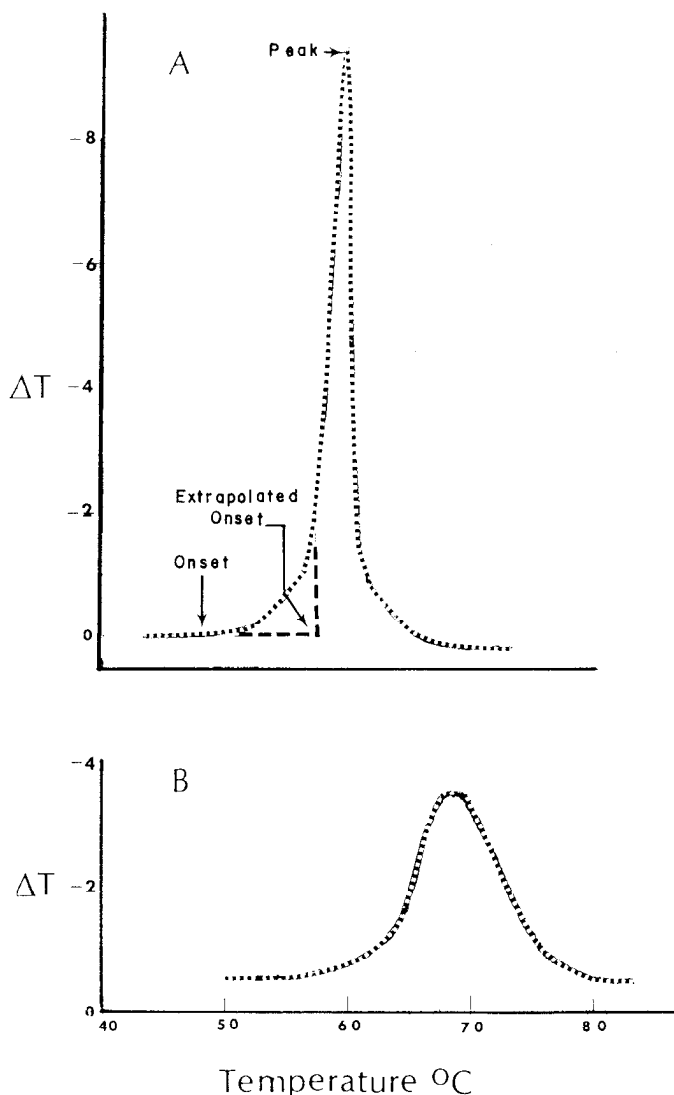 A
Peak
-8
-6
ΔT
-4
-2
Extrapolated
Onset
Onset
0
-4
B
ΔT
-2
0
40 50 60 70 80
Temperature ºC